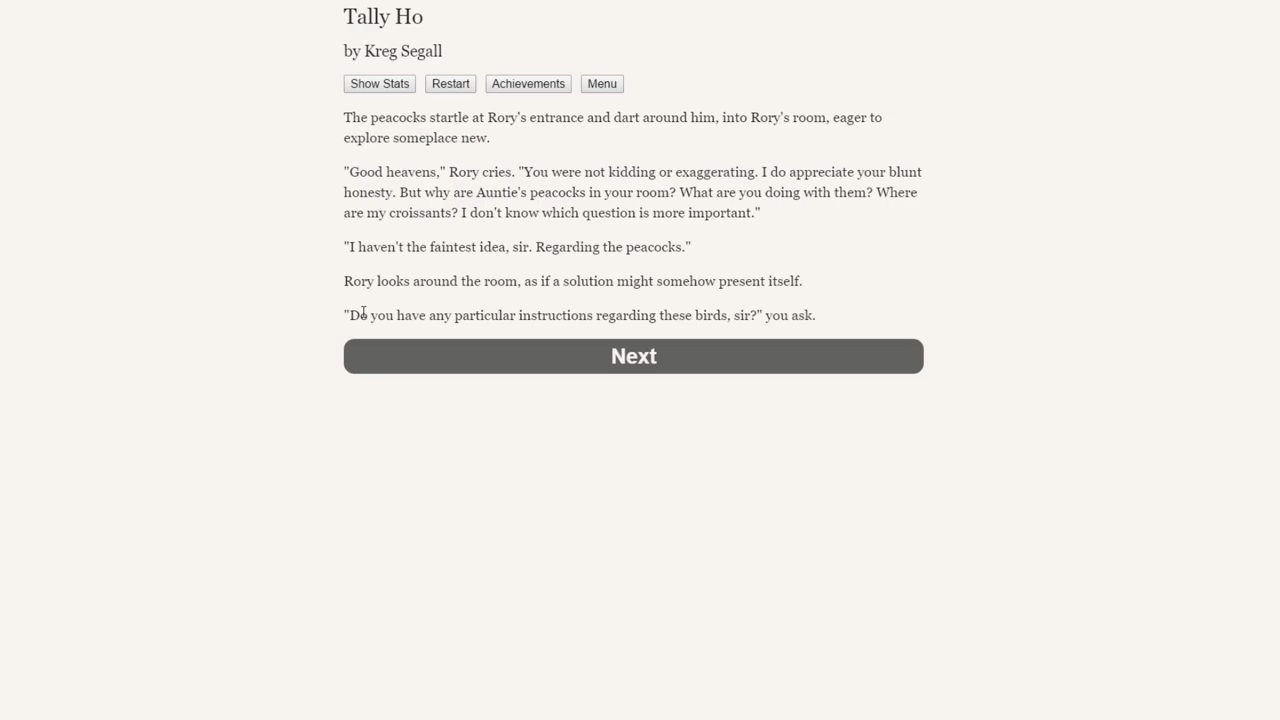 Tally Ho
by Kreg Segall
Show Stats Restart Achievements Menu
The peacocks startle at Rory's entrance and dart around him, into Rory's room, eager to
explore someplace new.
"Good heavens," Rory cries. "You were not kidding or exaggerating. I do appreciate your blunt
honesty. But why are Auntie's peacocks in your room? What are you doing with them? Where
are my croissants? I don't know which question is more important."
"I haven't the faintest idea, sir. Regarding the peacocks."
Rory looks around the room, as if a solution might somehow present itself.
"Do you have any particular instructions regarding these birds, sir?" you ask.
Next